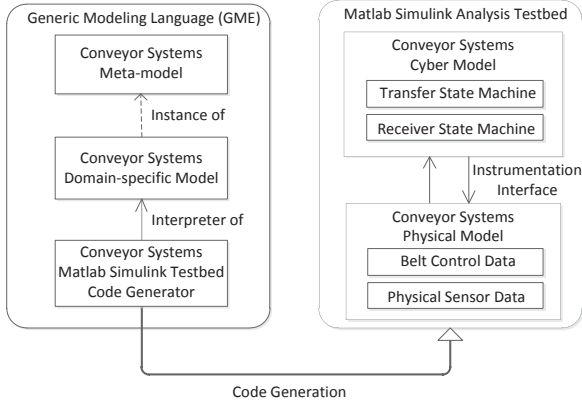 Generic Modeling Language (GME)
Conveyor Systems
Meta-model
Instance of
Conveyor Systems
Domain-specific Model
Interpreter of
Conveyor Systems
Matlab Simulink Testbed
Code Generator
Matlab Simulink Analysis Testbed
Conveyor Systems
Cyber Model
Transfer State Machine
Receiver State Machine
Instrumentation
Interface
Conveyor Systems
Physical Model
Belt Control Data
Physical Sensor Data
Code Generation